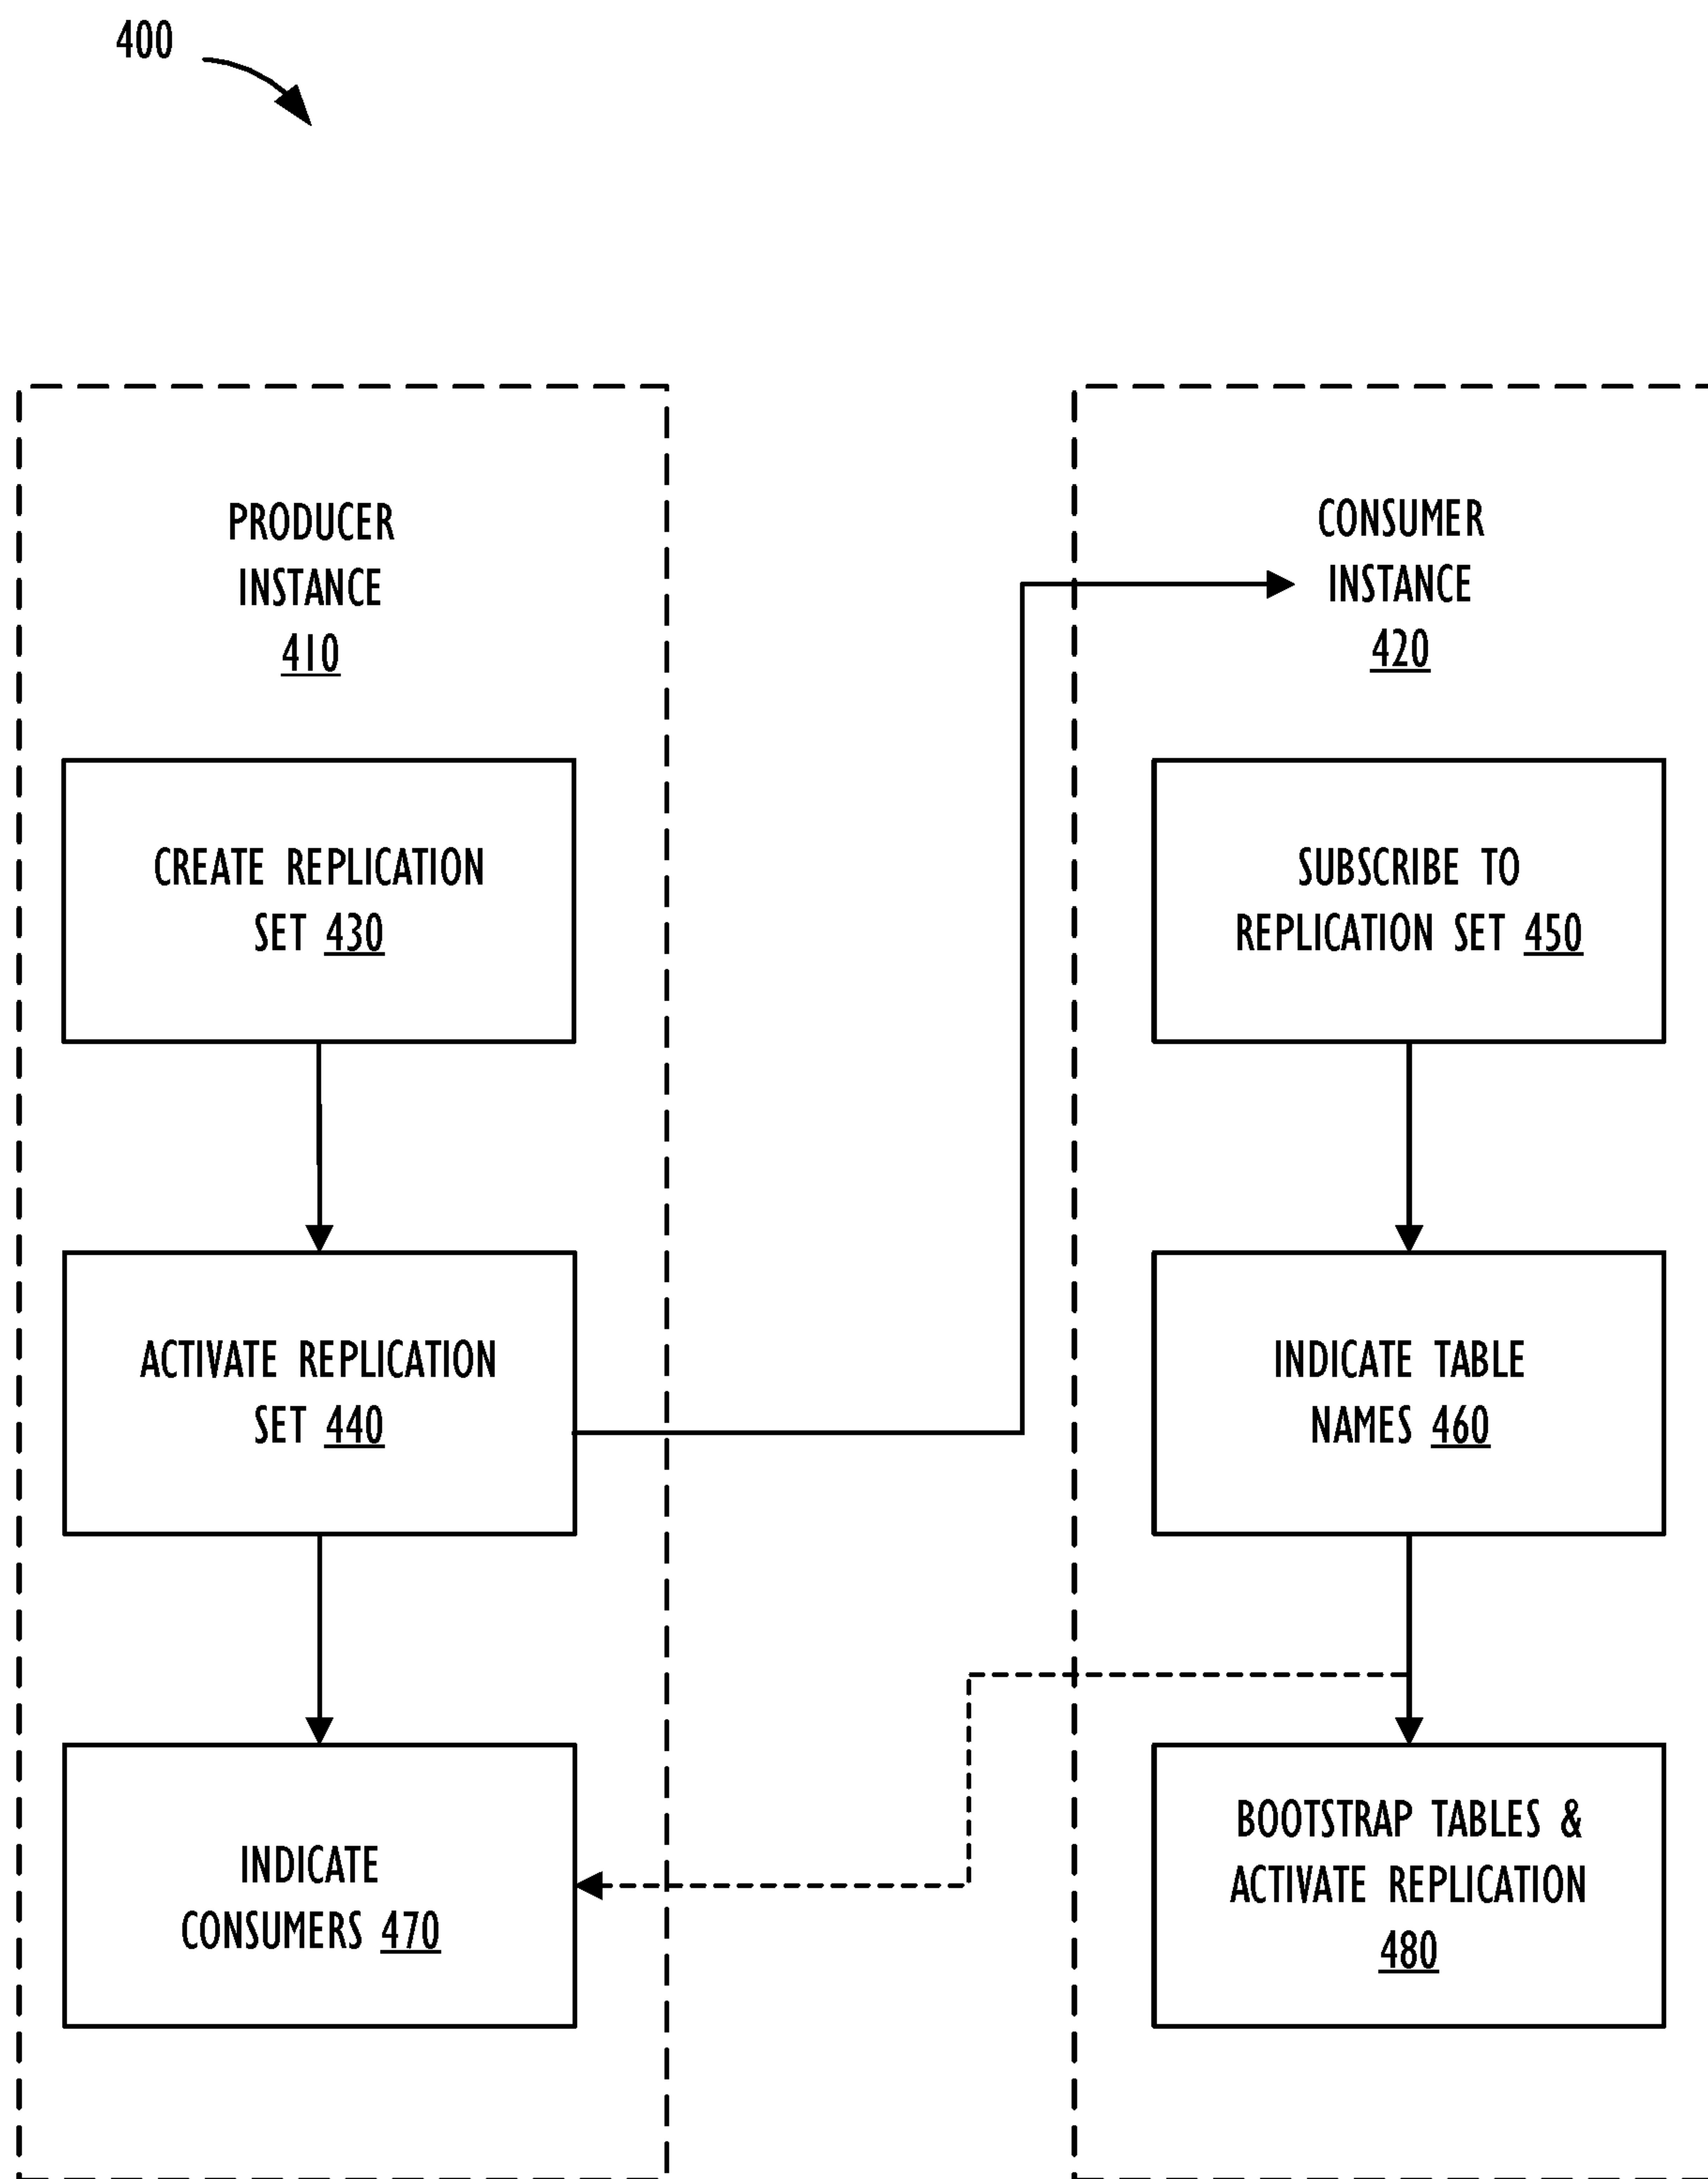 400
PRODUCER
INSTANCE
410
CREATE REPLICATION
SET 430
ACTIVATE REPLICATION
SET 440
INDICATE
CONSUMERS 470
CONSUMER
INSTANCE
420
SUBSCRIBE TO
REPLICATION SET 450
INDICATE TABLE
NAMES 460
BOOTSTRAP TABLES &
ACTIVATE REPLICATION
480